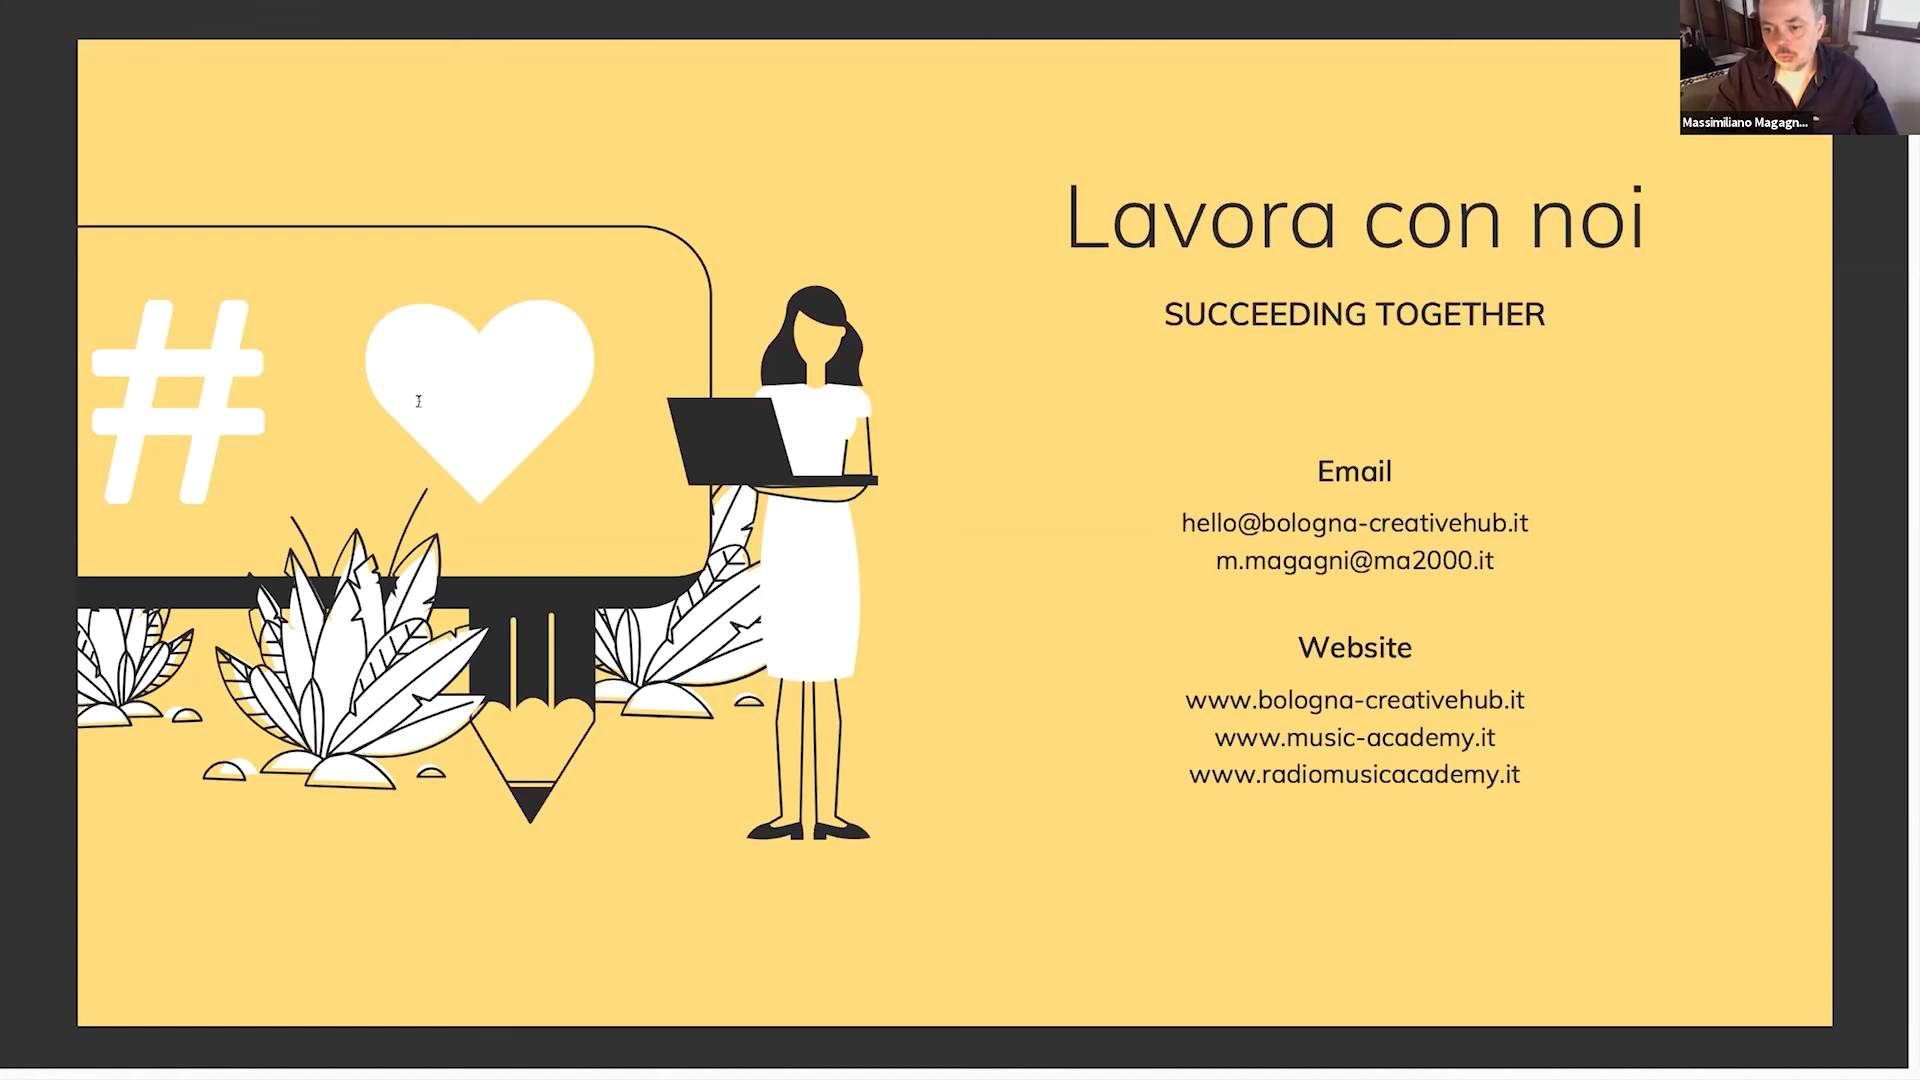 Massimiliano Magagn...
Lavora con noi
SUCCEEDING TOGETHER
#
Email
hello@bologna-creativehub.it
m.magagni@ma2000.it
Website
www.bologna-creativehub.it
www.music-academy.it
www.radiomusicacademy.it